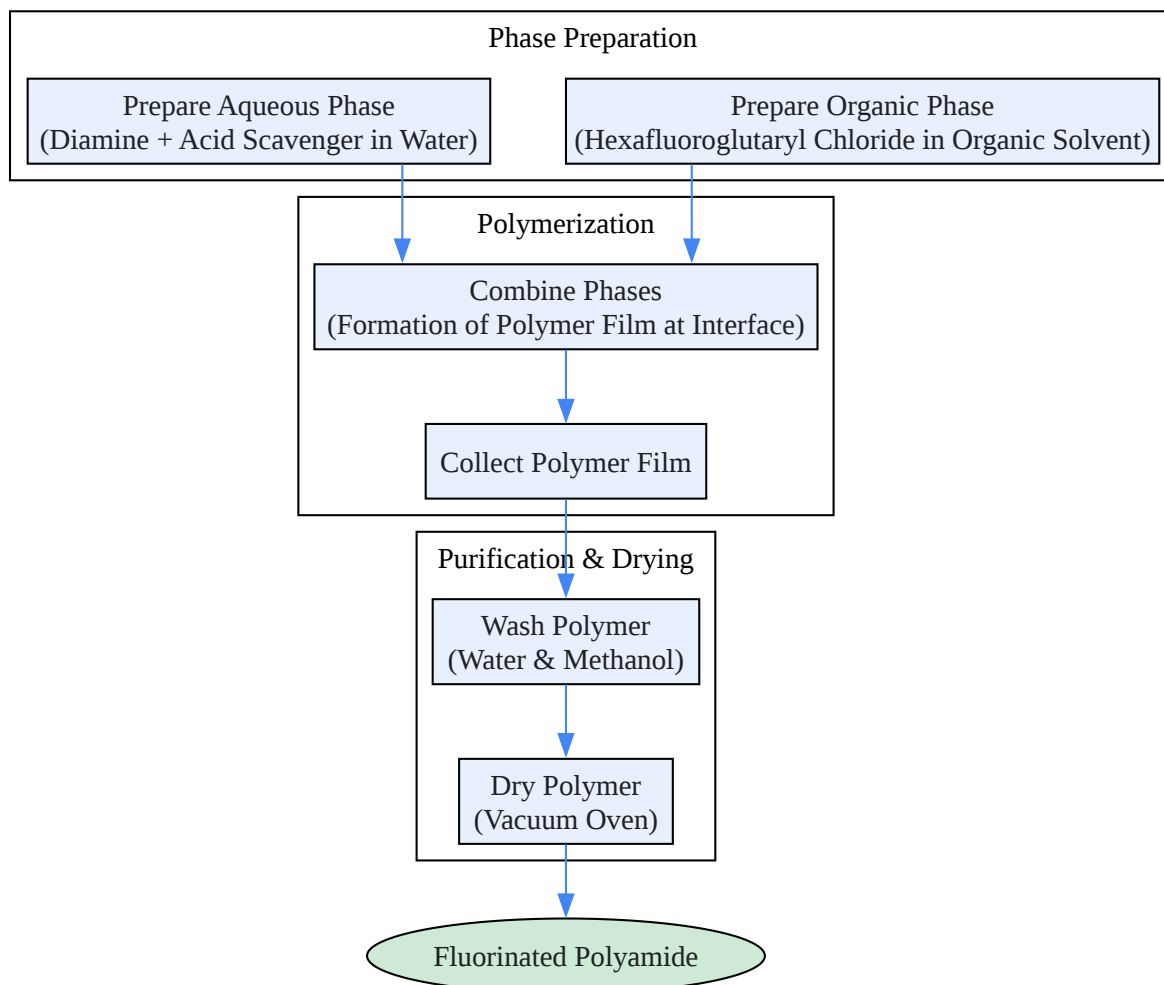 Phase Preparation
Prepare Aqueous Phase
(Diamine + Acid Scavenger in Water)
Prepare Organic Phase
(Hexafluoroglutaryl Chloride in Organic Solvent)
Polymerization
Combine Phases
(Formation of Polymer Film at Interface)
Collect Polymer Film
Purification & Drying
Wash Polymer
(Water & Methanol)
Dry Polymer
(Vacuum Oven)
Fluorinated Polyamide